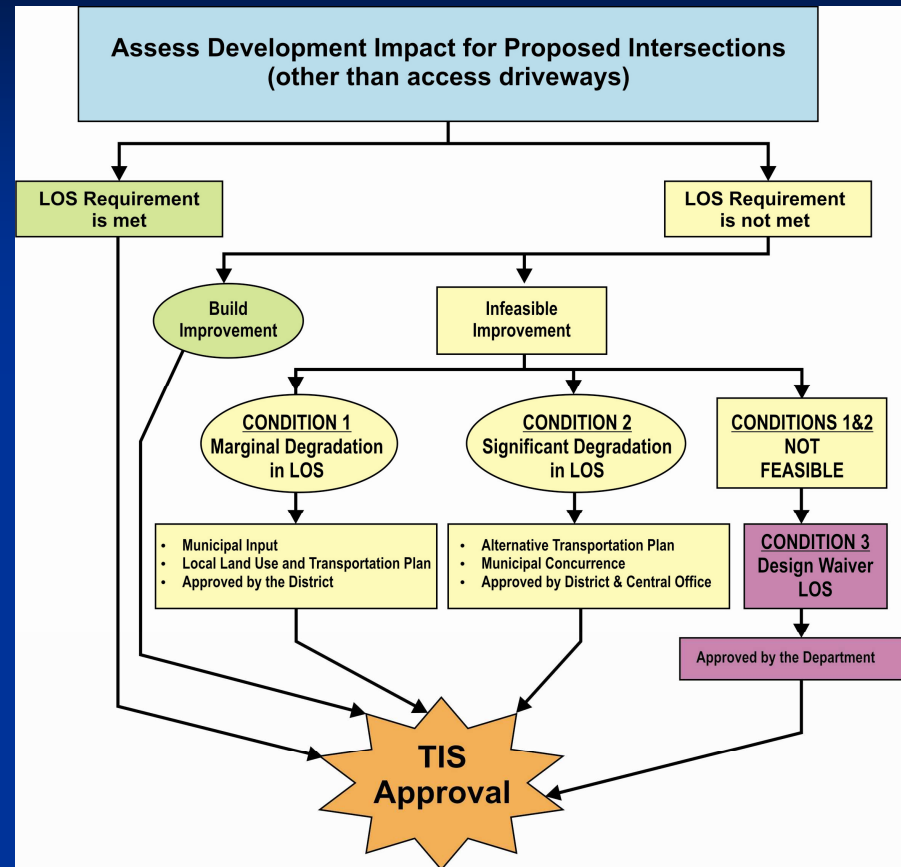 Assess Development Impact for Proposed Intersections
(other than access driveways)
LOS Requirement
is met
LOS Requirement
is not met
Build
Improvement
Infeasible
Improvement
CONDITION 1
Marginal Degradation
in LOS
CONDITION 2
Significant Degradation
in LOS
CONDITIONS 1&2
NOT
FEASIBLE
• Municipal Input
• Local Land Use and Transportation Plan
• Approved by the District
• Alternative Transportation Plan
• Municipal Concurrence
• Approved by District & Central Office
CONDITION 3
Design Waiver
LOS
Approved by the Department
TIS
Approval